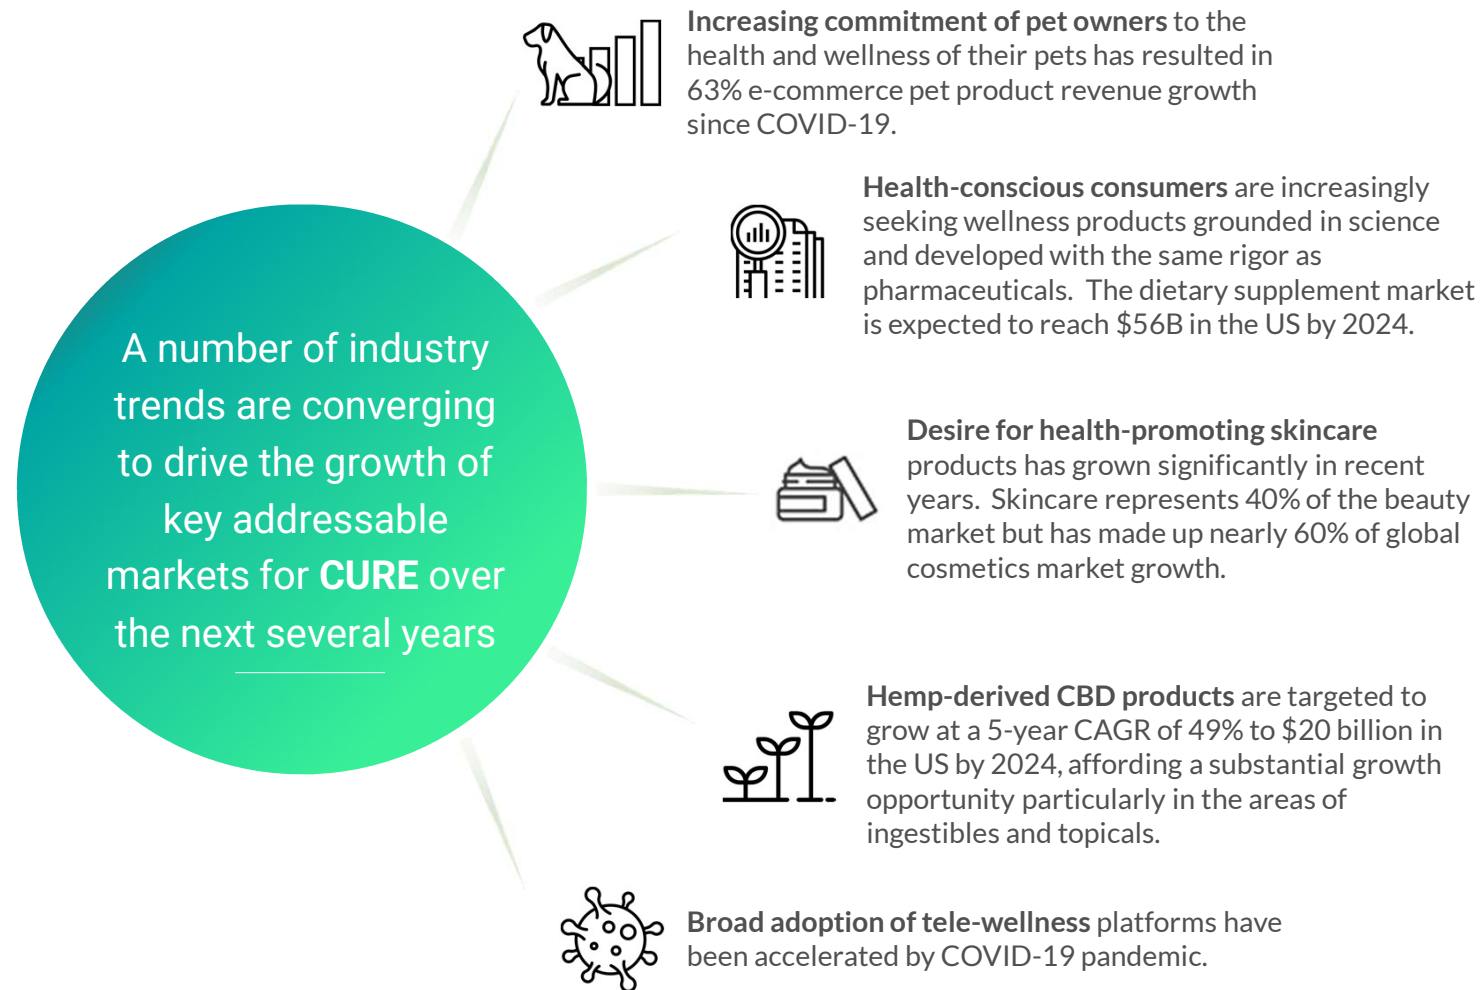 Increasing commitment of pet owners to the
health and wellness of their pets has resulted in
63% e-commerce pet product revenue growth
since COVID-19.
Health-conscious consumers are increasingly
seeking wellness products grounded in science
and developed with the same rigor as
pharmaceuticals.  The dietary supplement market
is expected to reach $56B in the US by 2024.
A number of industry
trends are converging
to drive the growth of
key addressable
markets for CURE over
the next several years
Desire for health-promoting skincare
products has grown significantly in recent
years.  Skincare represents 40% of the beauty
market but has made up nearly 60% of global
cosmetics market growth.
Hemp-derived CBD products are targeted to
grow at a 5-year CAGR of 49% to $20 billion in
the US by 2024, affording a substantial growth
opportunity particularly in the areas of
ingestibles and topicals.
Broad adoption of tele-wellness platforms have
been accelerated by COVID-19 pandemic.